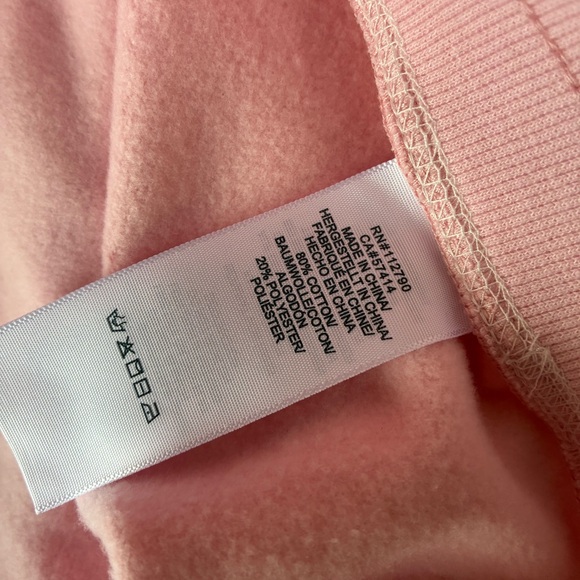 RN#112790
CA#57414
MADE IN CHINA/
HERGESTELLT IN CHINA/
FABRIQUÉ EN CHINE/
HECHO EN CHINA
80% COTTON/
BAUMWOLLE/COTON/
ALGODÓN
20% POLYESTER/
POLIÉSTER